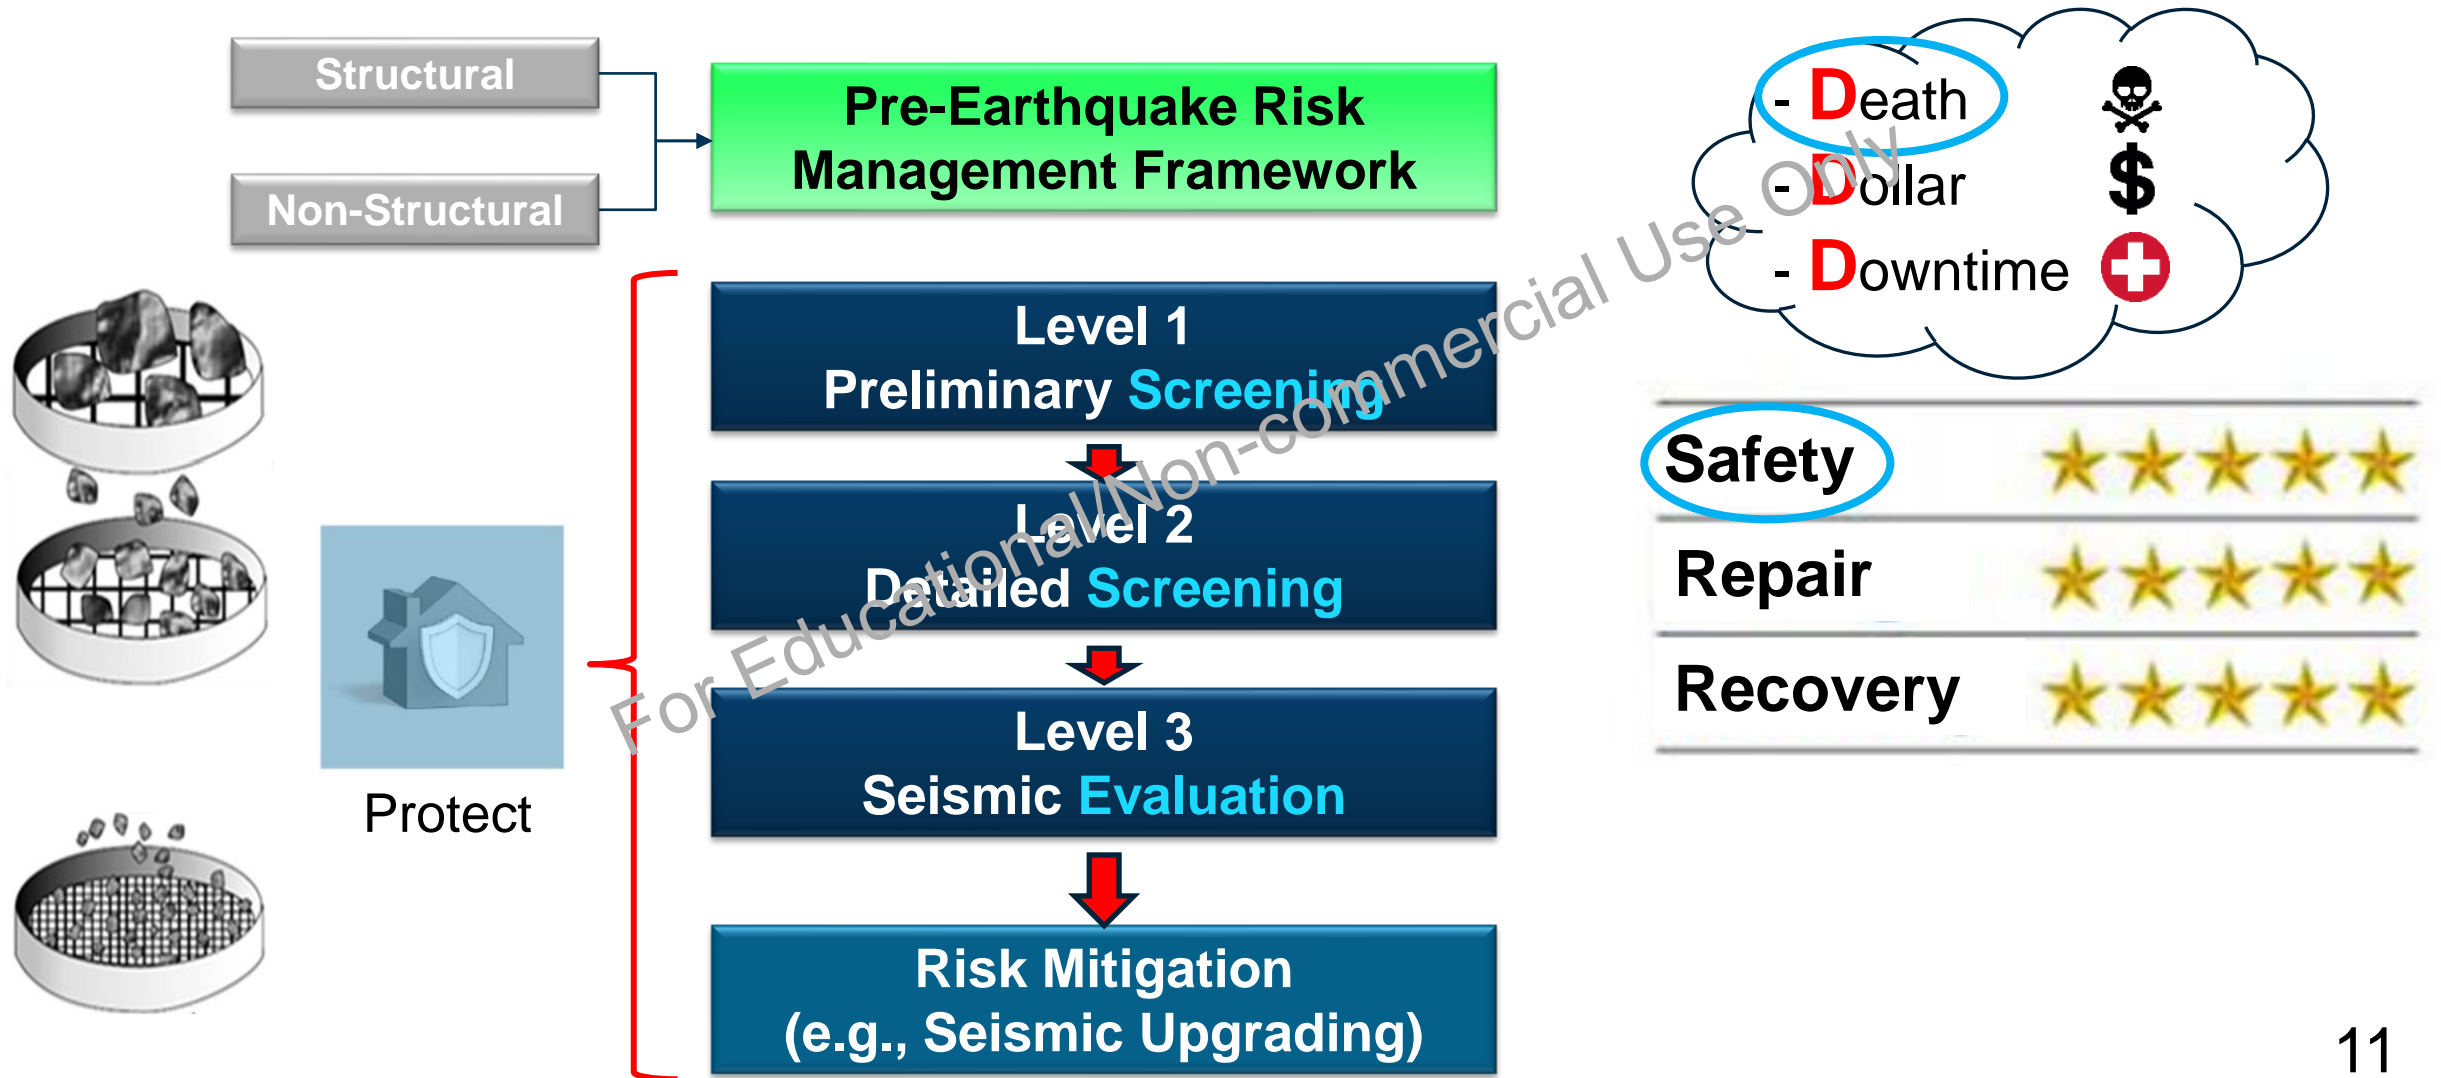 Structural
Non-Structural
Pre-Earthquake Risk
Management Framework
Level 1
Preliminary Screening
Level 2
Detailed Screening
Level 3
Seismic Evaluation
Risk Mitigation
(e.g., Seismic Upgrading)
Protect
- Death
- Dollar
- Downtime
Safety
Repair
Recovery
For Educational/Non-commercial Use Only
11